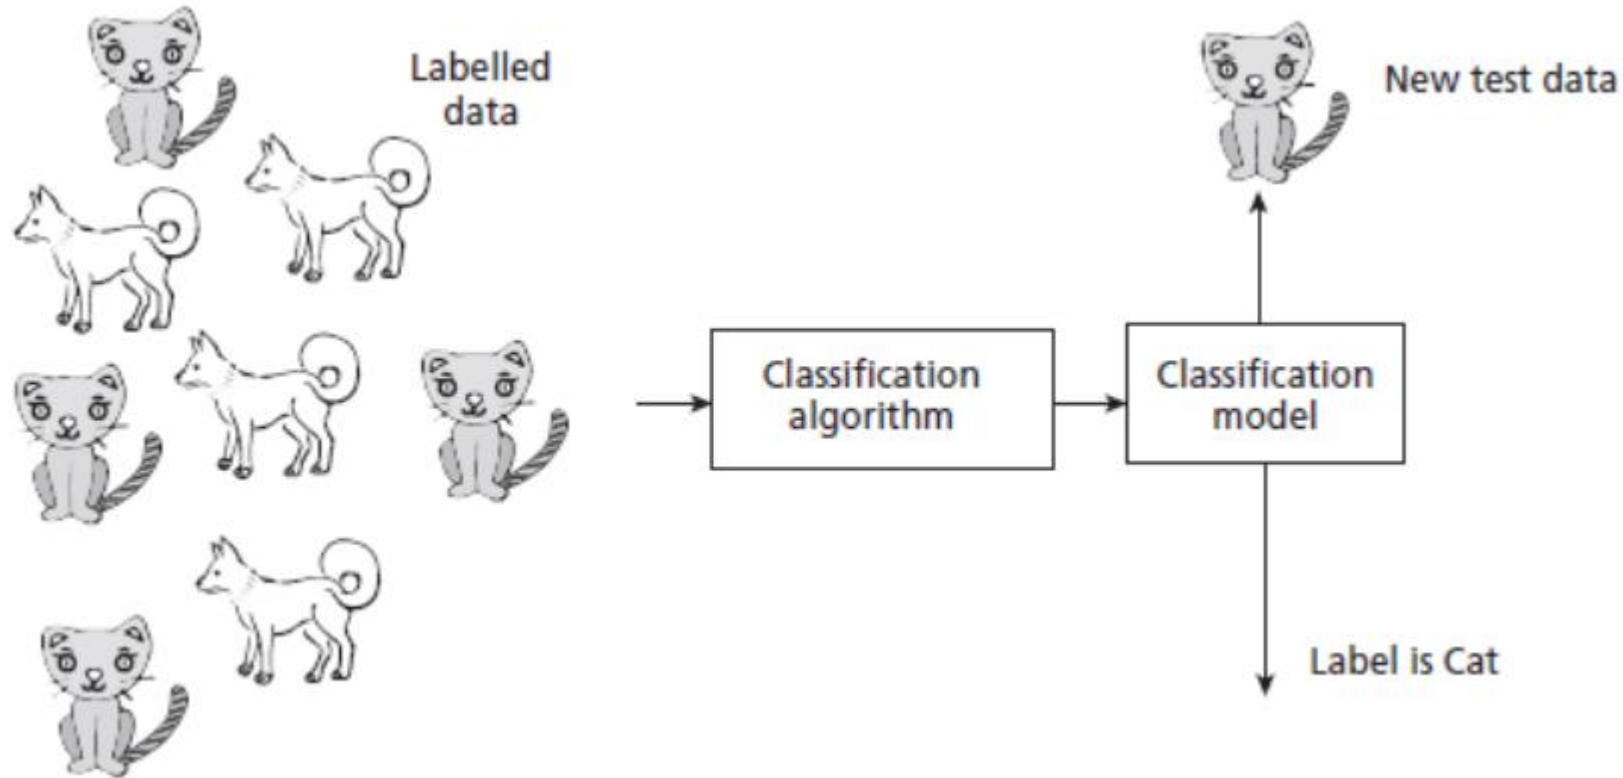 Labelled
data
New test data
Classification
algorithm
Classification
model
Label is Cat